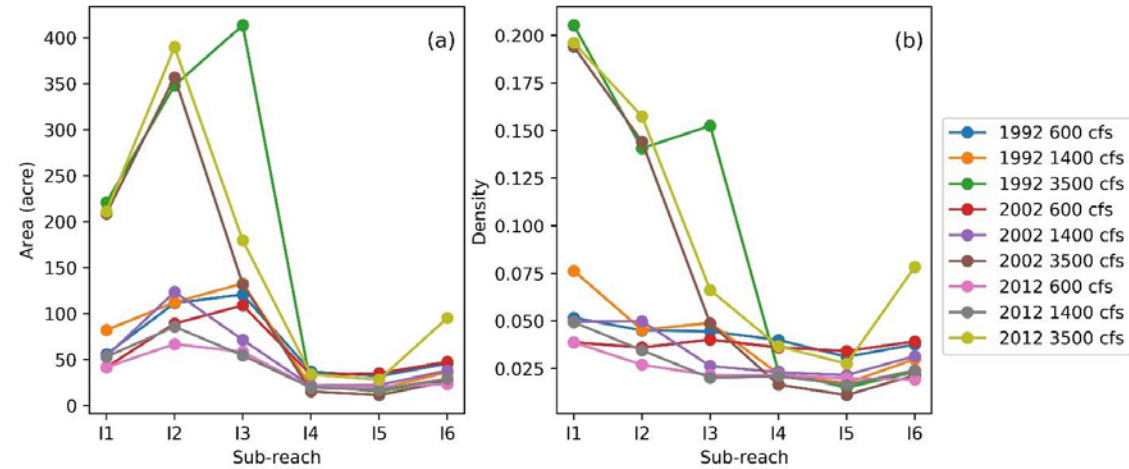 (a)
400
350
300
250
200
150
100
50
0
Area (acre)
I1 I2 I3 I4 I5 I6
Sub-reach
(b)
0.200
0.175
0.150
0.125
0.100
0.075
0.050
0.025
Density
I1 I2 I3 I4 I5 I6
Sub-reach
1992 600 cfs
1992 1400 cfs
1992 3500 cfs
2002 600 cfs
2002 1400 cfs
2002 3500 cfs
2012 600 cfs
2012 1400 cfs
2012 3500 cfs